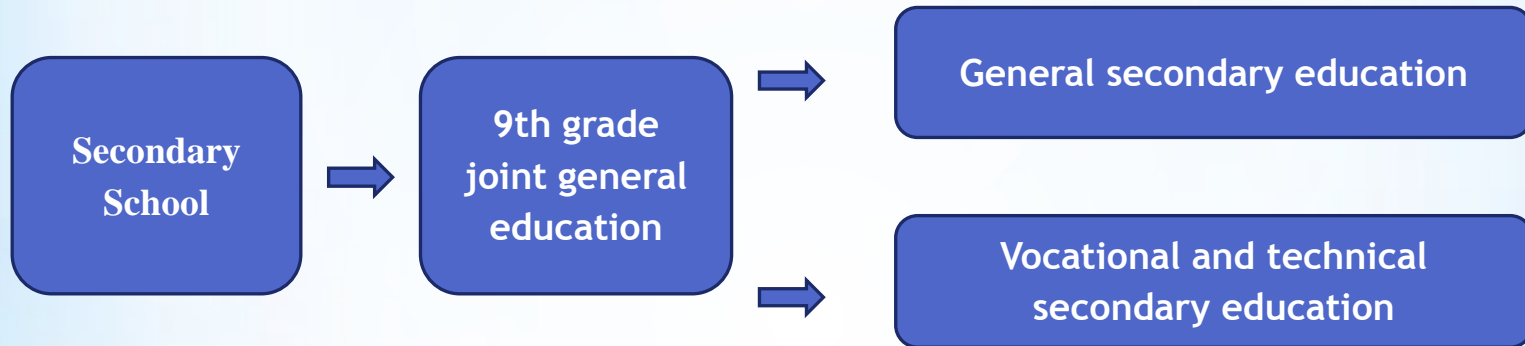 Secondary
School
9th grade
joint general
education
General secondary education
Vocational and technical
secondary education